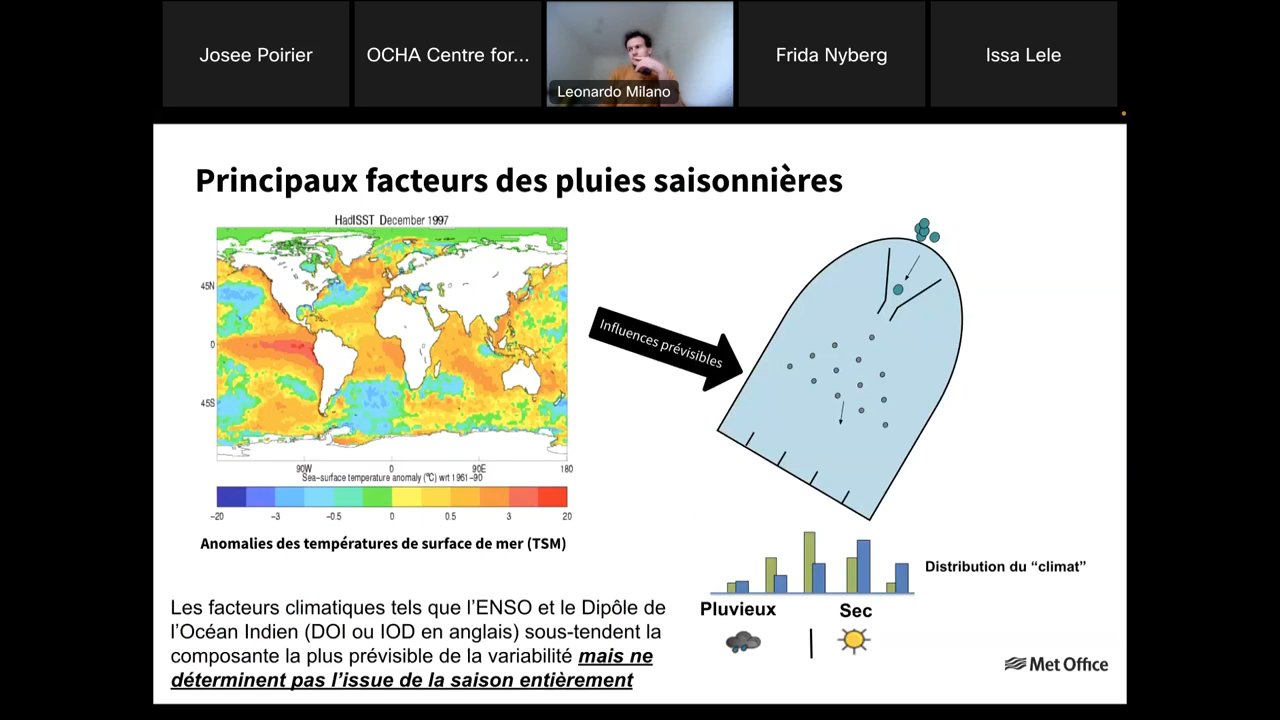 Josee Poirier
OCHA Centre for...
Leonardo Milano
Frida Nyberg
Issa Lele
Principaux facteurs des pluies saisonnières
HadISST December 1997
45N
0
45S
90W 0 90E 180
Sea-surface temperature anomaly (°C) wrt 1961-90
-20 -3 -0.5 0 0.5 3 20
Anomalies des températures de surface de mer (TSM)
Influences prévisibles
Distribution du “climat”
Pluvieux
Sec
Les facteurs climatiques tels que l’ENSO et le Dipôle de
l’Océan Indien (DOI ou IOD en anglais) sous-tendent la
composante la plus prévisible de la variabilité mais ne
déterminent pas l’issue de la saison entièrement
Met Office